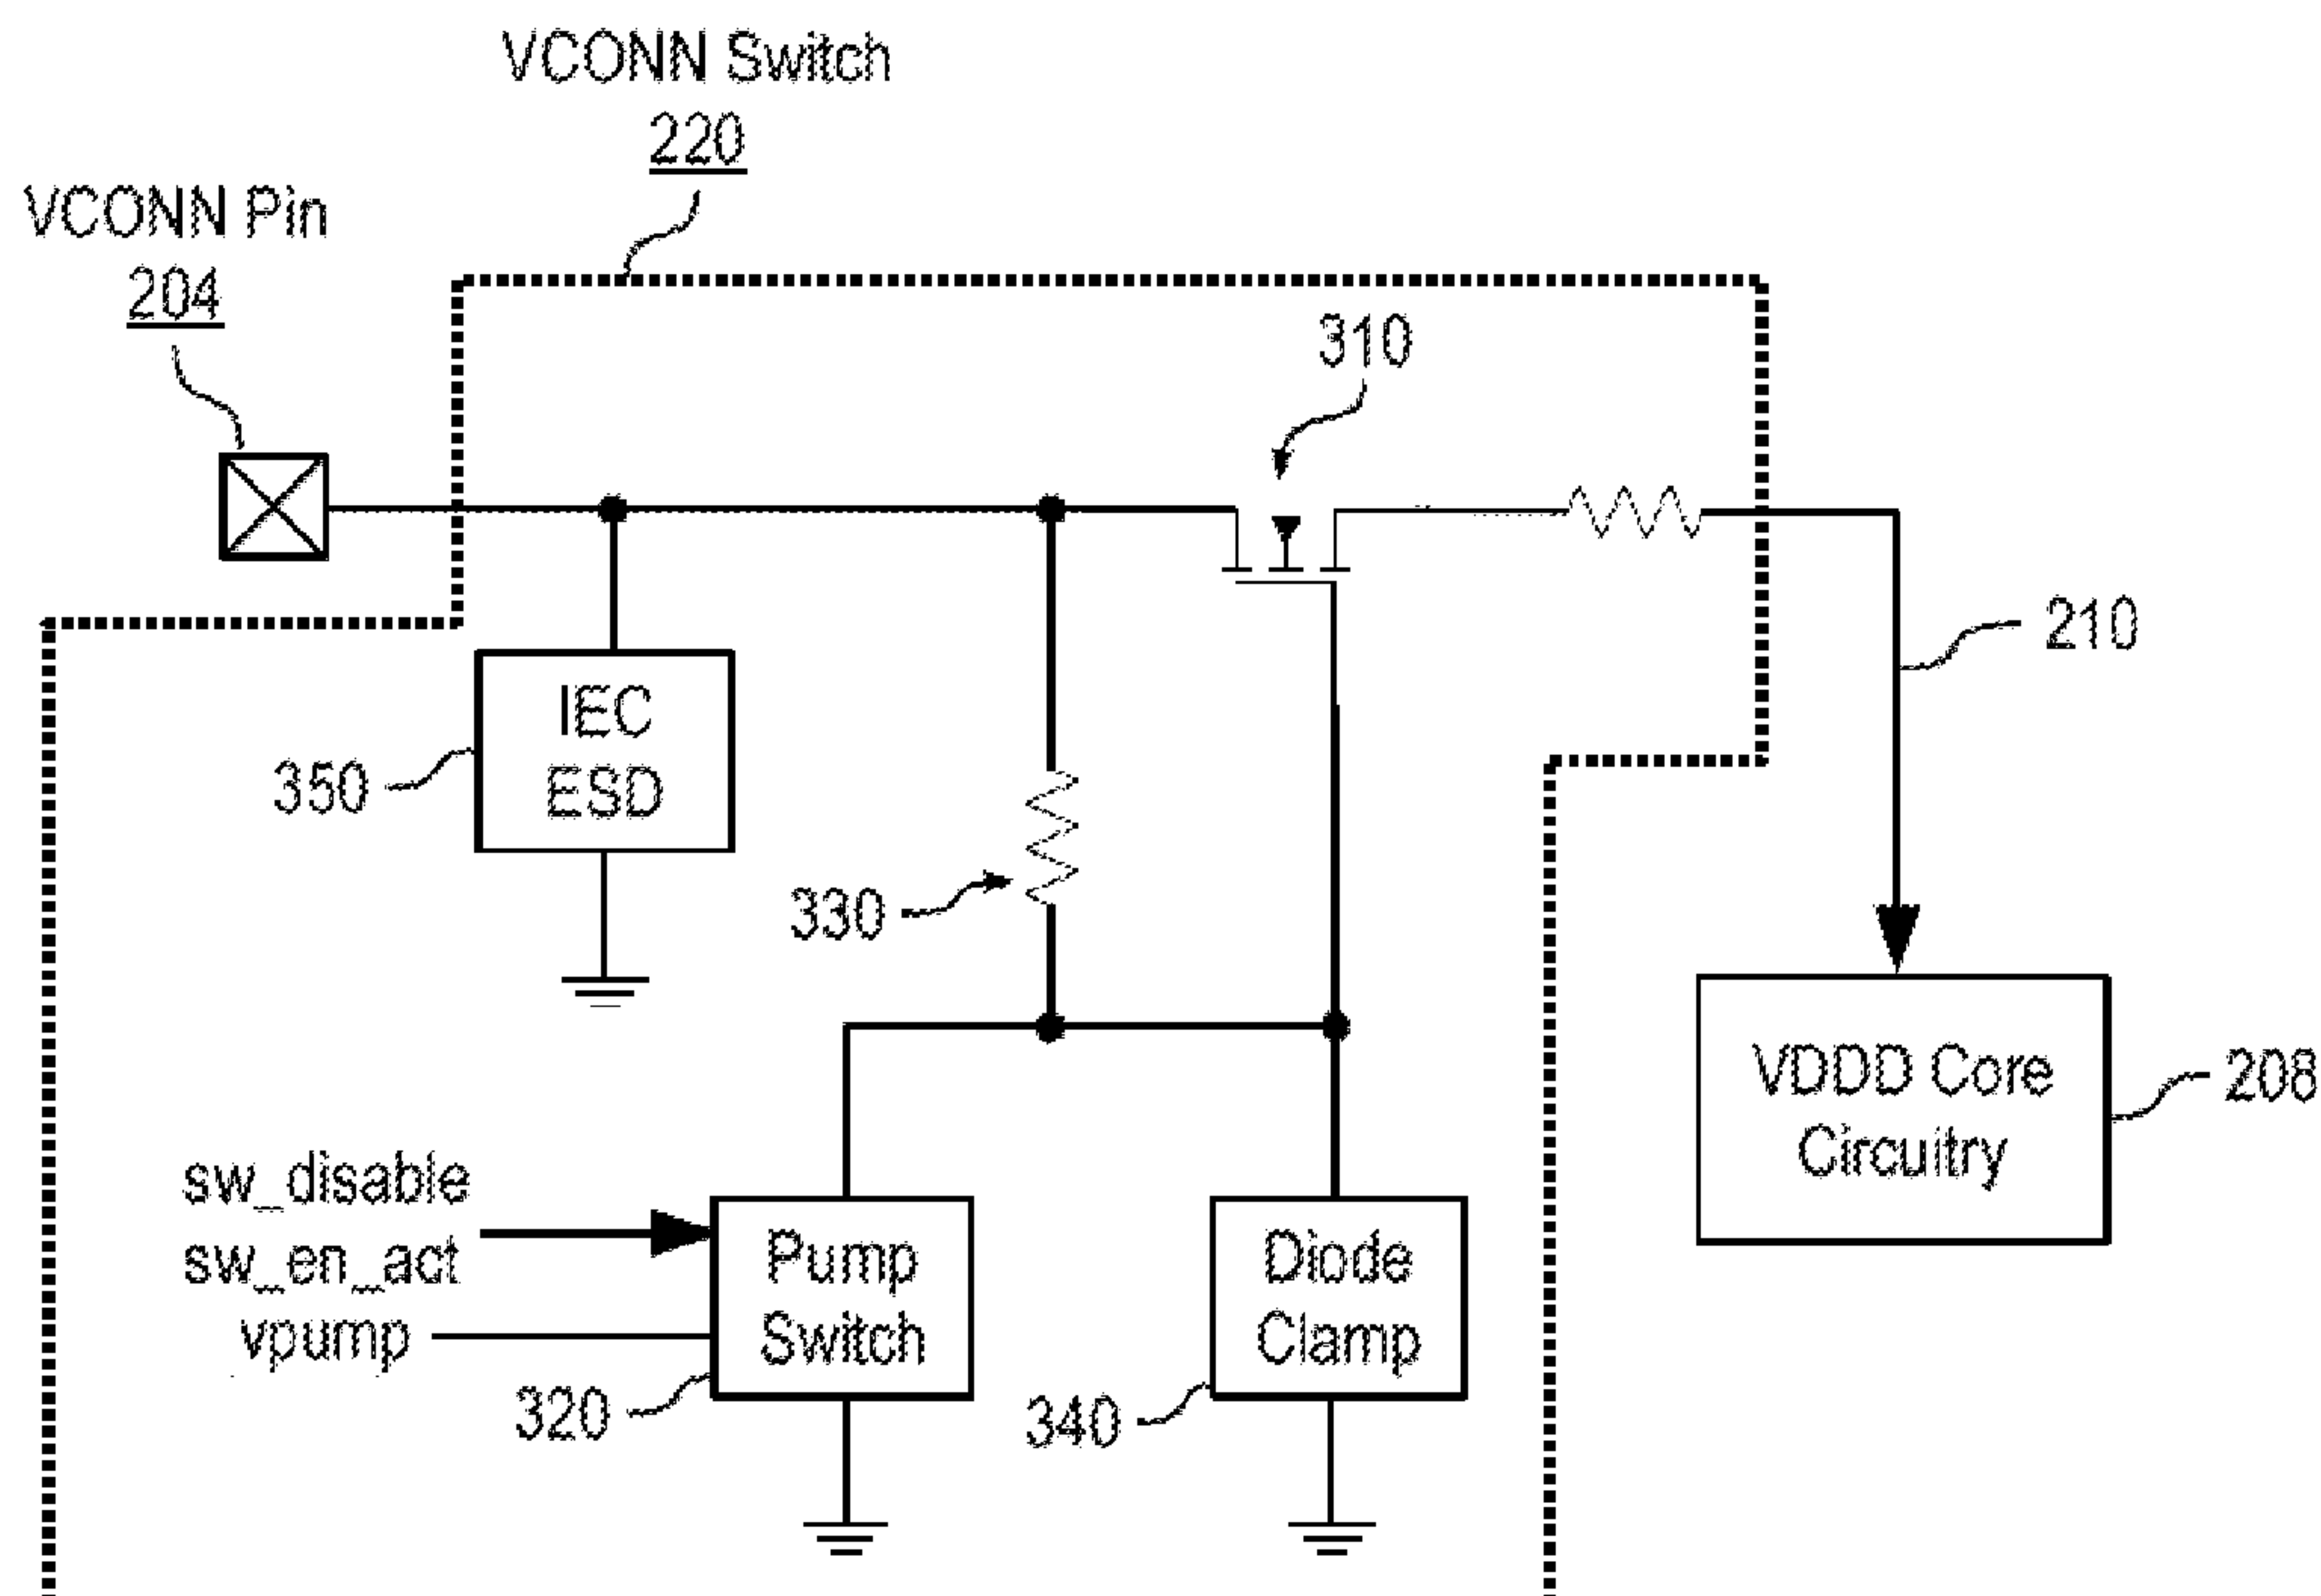 VCONN Switch
220
VCONN Pin
204
310
210
IEC
ESD
350
330
VDDD Core
Circuitry
208
sw_disable
sw_en_act
vpump
Pump
Switch
320
Diode
Clamp
340